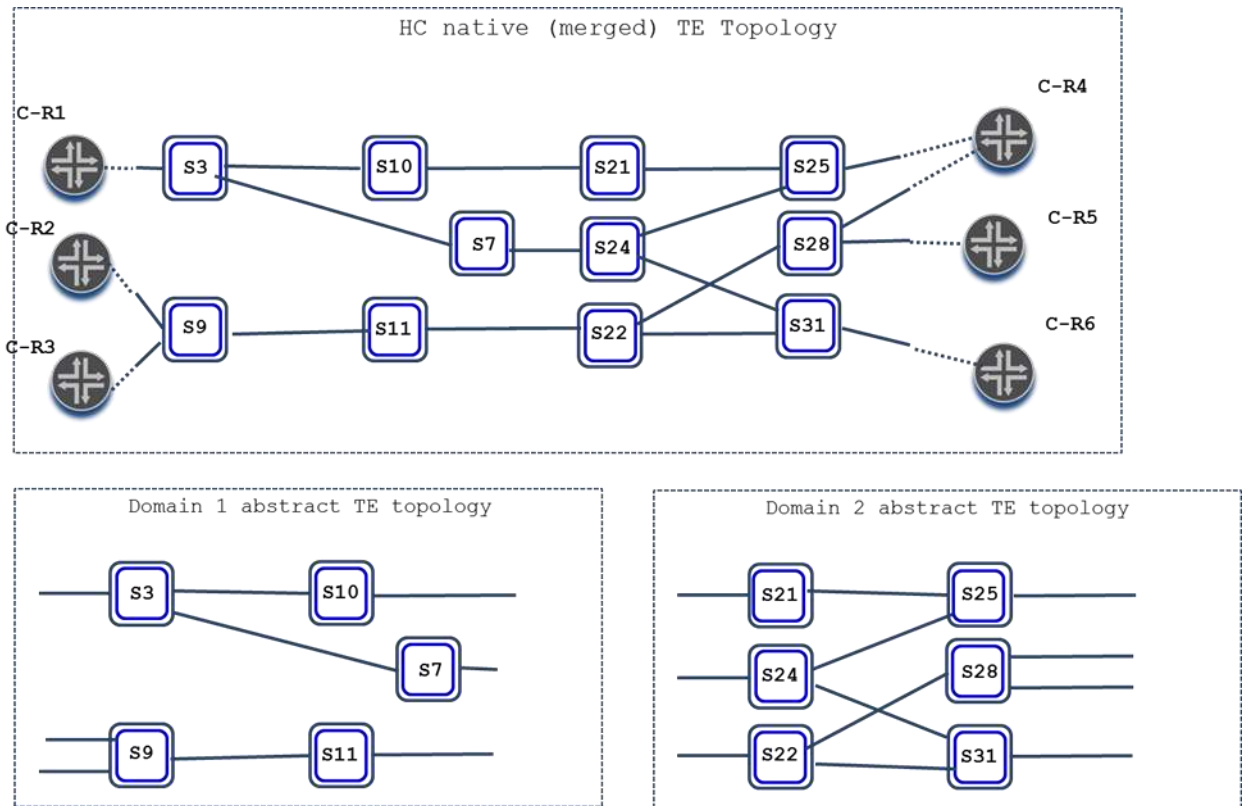 HC native (merged) TE Topology
C-R4
C-R1
S3
S10
S21
S25
C-R2
C-R5
S7
S24
S28
C-R3
S9
S11
S22
S31
C-R6
Domain 1 abstract TE topology
S3
S10
S7
S9
S11
Domain 2 abstract TE topology
S21
S25
S24
S28
S22
S31